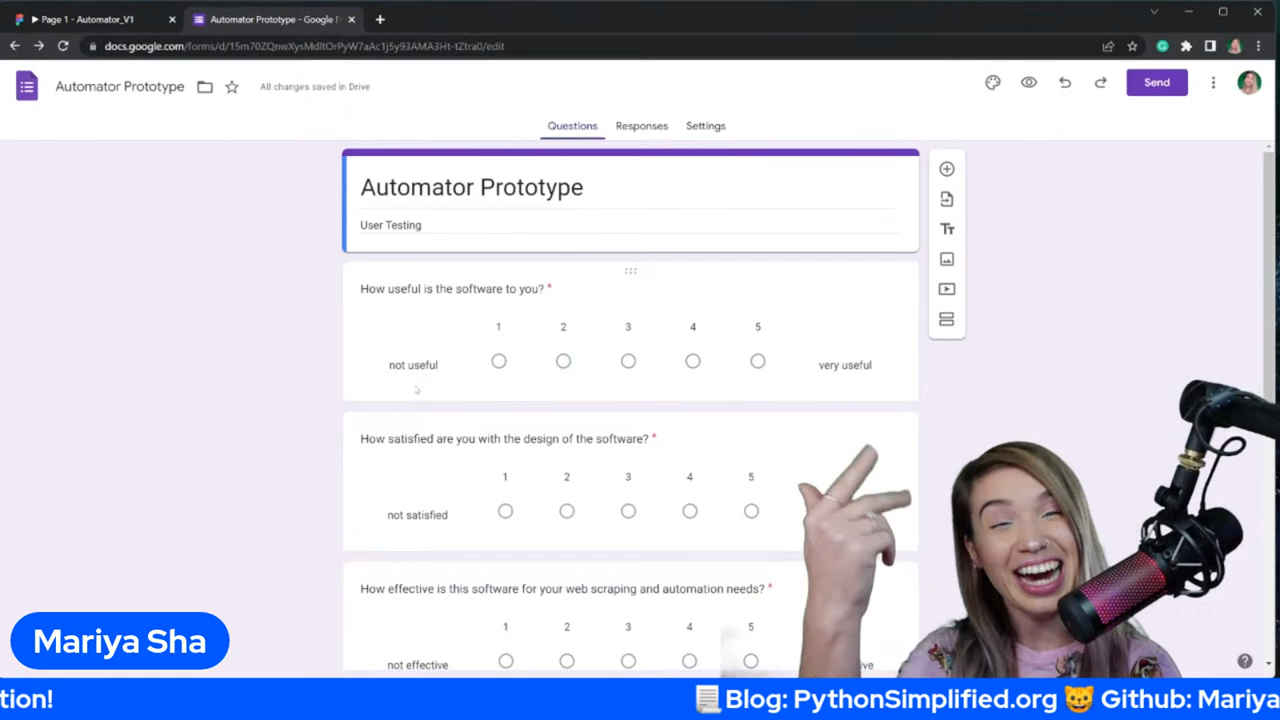 Page 1 - Automator_V1
Automator Prototype - Google F
docs.google.com/forms/d/15m70ZQnwXysMdltOrPyW7aAc1j5y93AMA3Ht-tZtra0/edit
Automator Prototype
All changes saved in Drive
Send
Questions Responses Settings
Automator Prototype
User Testing
How useful is the software to you? *
1 2 3 4 5
not useful very useful
How satisfied are you with the design of the software? *
1 2 3 4 5
not satisfied
How effective is this software for your web scraping and automation needs? *
1 2 3 4 5
not effective
Mariya Sha
tion! Blog: PythonSimplified.org Github: Mariya